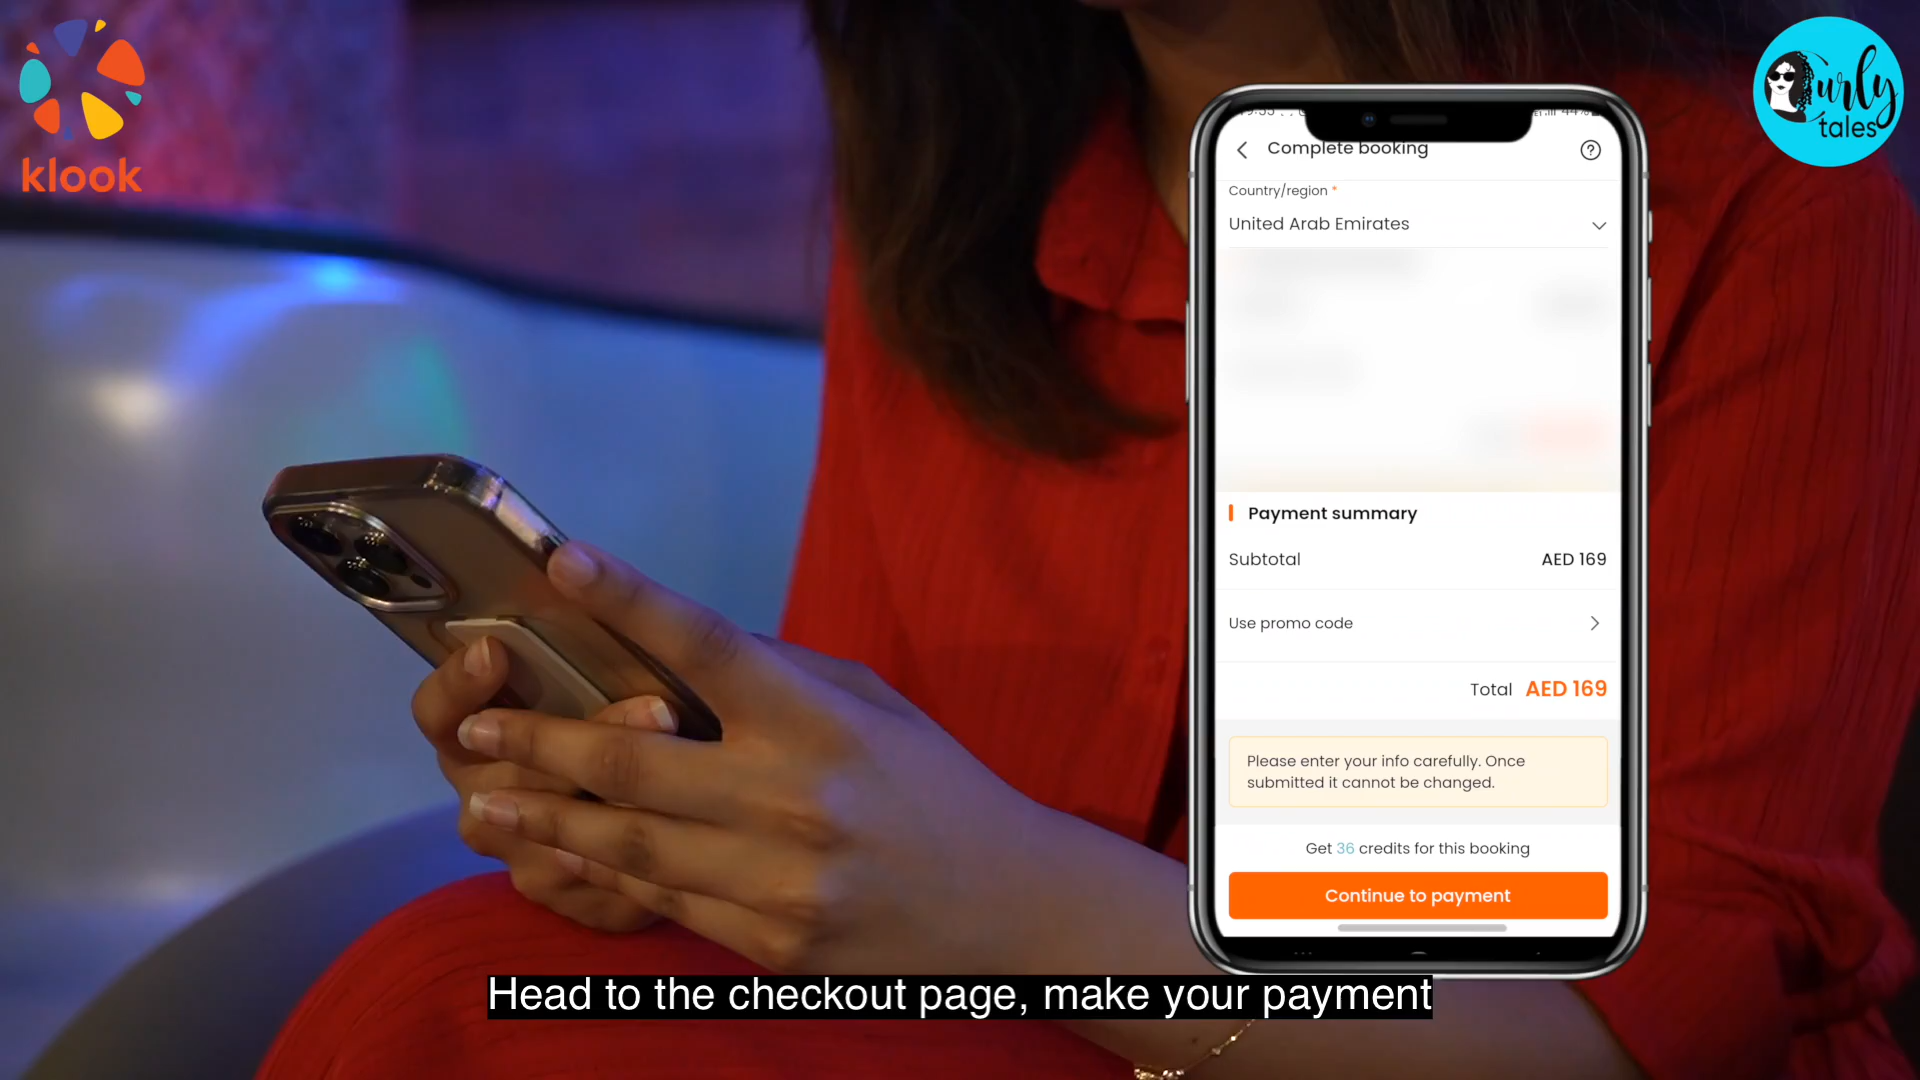 klook
Curly
tales
Complete booking
Country/region *
United Arab Emirates
Payment summary
Subtotal
AED 169
Use promo code
Total AED 169
Please enter your info carefully. Once
submitted it cannot be changed.
Get 36 credits for this booking
Continue to payment
Head to the checkout page, make your payment